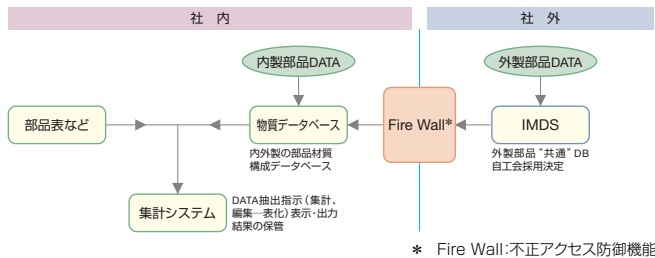 社 内
社 外
内製部品DATA
外製部品DATA
部品表など
物質データベース
Fire Wall*
IMDS
内外製の部品材質
構成データベース
外製部品 “共通” DB
自工会採用決定
集計システム
DATA抽出指示（集計、
編集―表化）表示・出力
結果の保管
* Fire Wall:不正アクセス防御機能